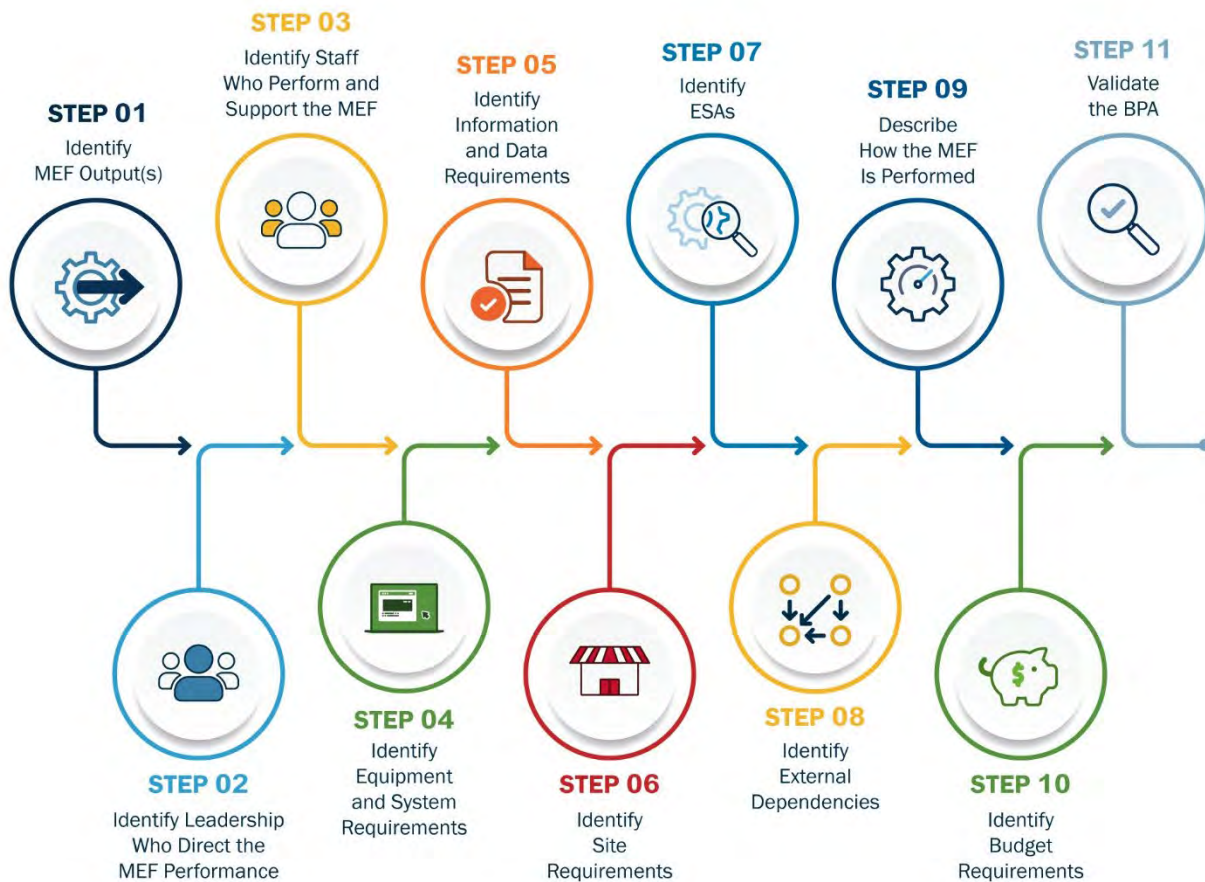 STEP 01
Identify
MEF Output(s)
STEP 02
Identify Leadership
Who Direct the
MEF Performance
STEP 03
Identify Staff
Who Perform and
Support the MEF
STEP 04
Identify
Equipment
and System
Requirements
STEP 05
Identify
Information
and Data
Requirements
STEP 06
Identify
Site
Requirements
STEP 07
Identify
ESAs
STEP 08
Identify
External
Dependencies
STEP 09
Describe
How the MEF
Is Performed
STEP 10
Identify
Budget
Requirements
STEP 11
Validate
the BPA
$